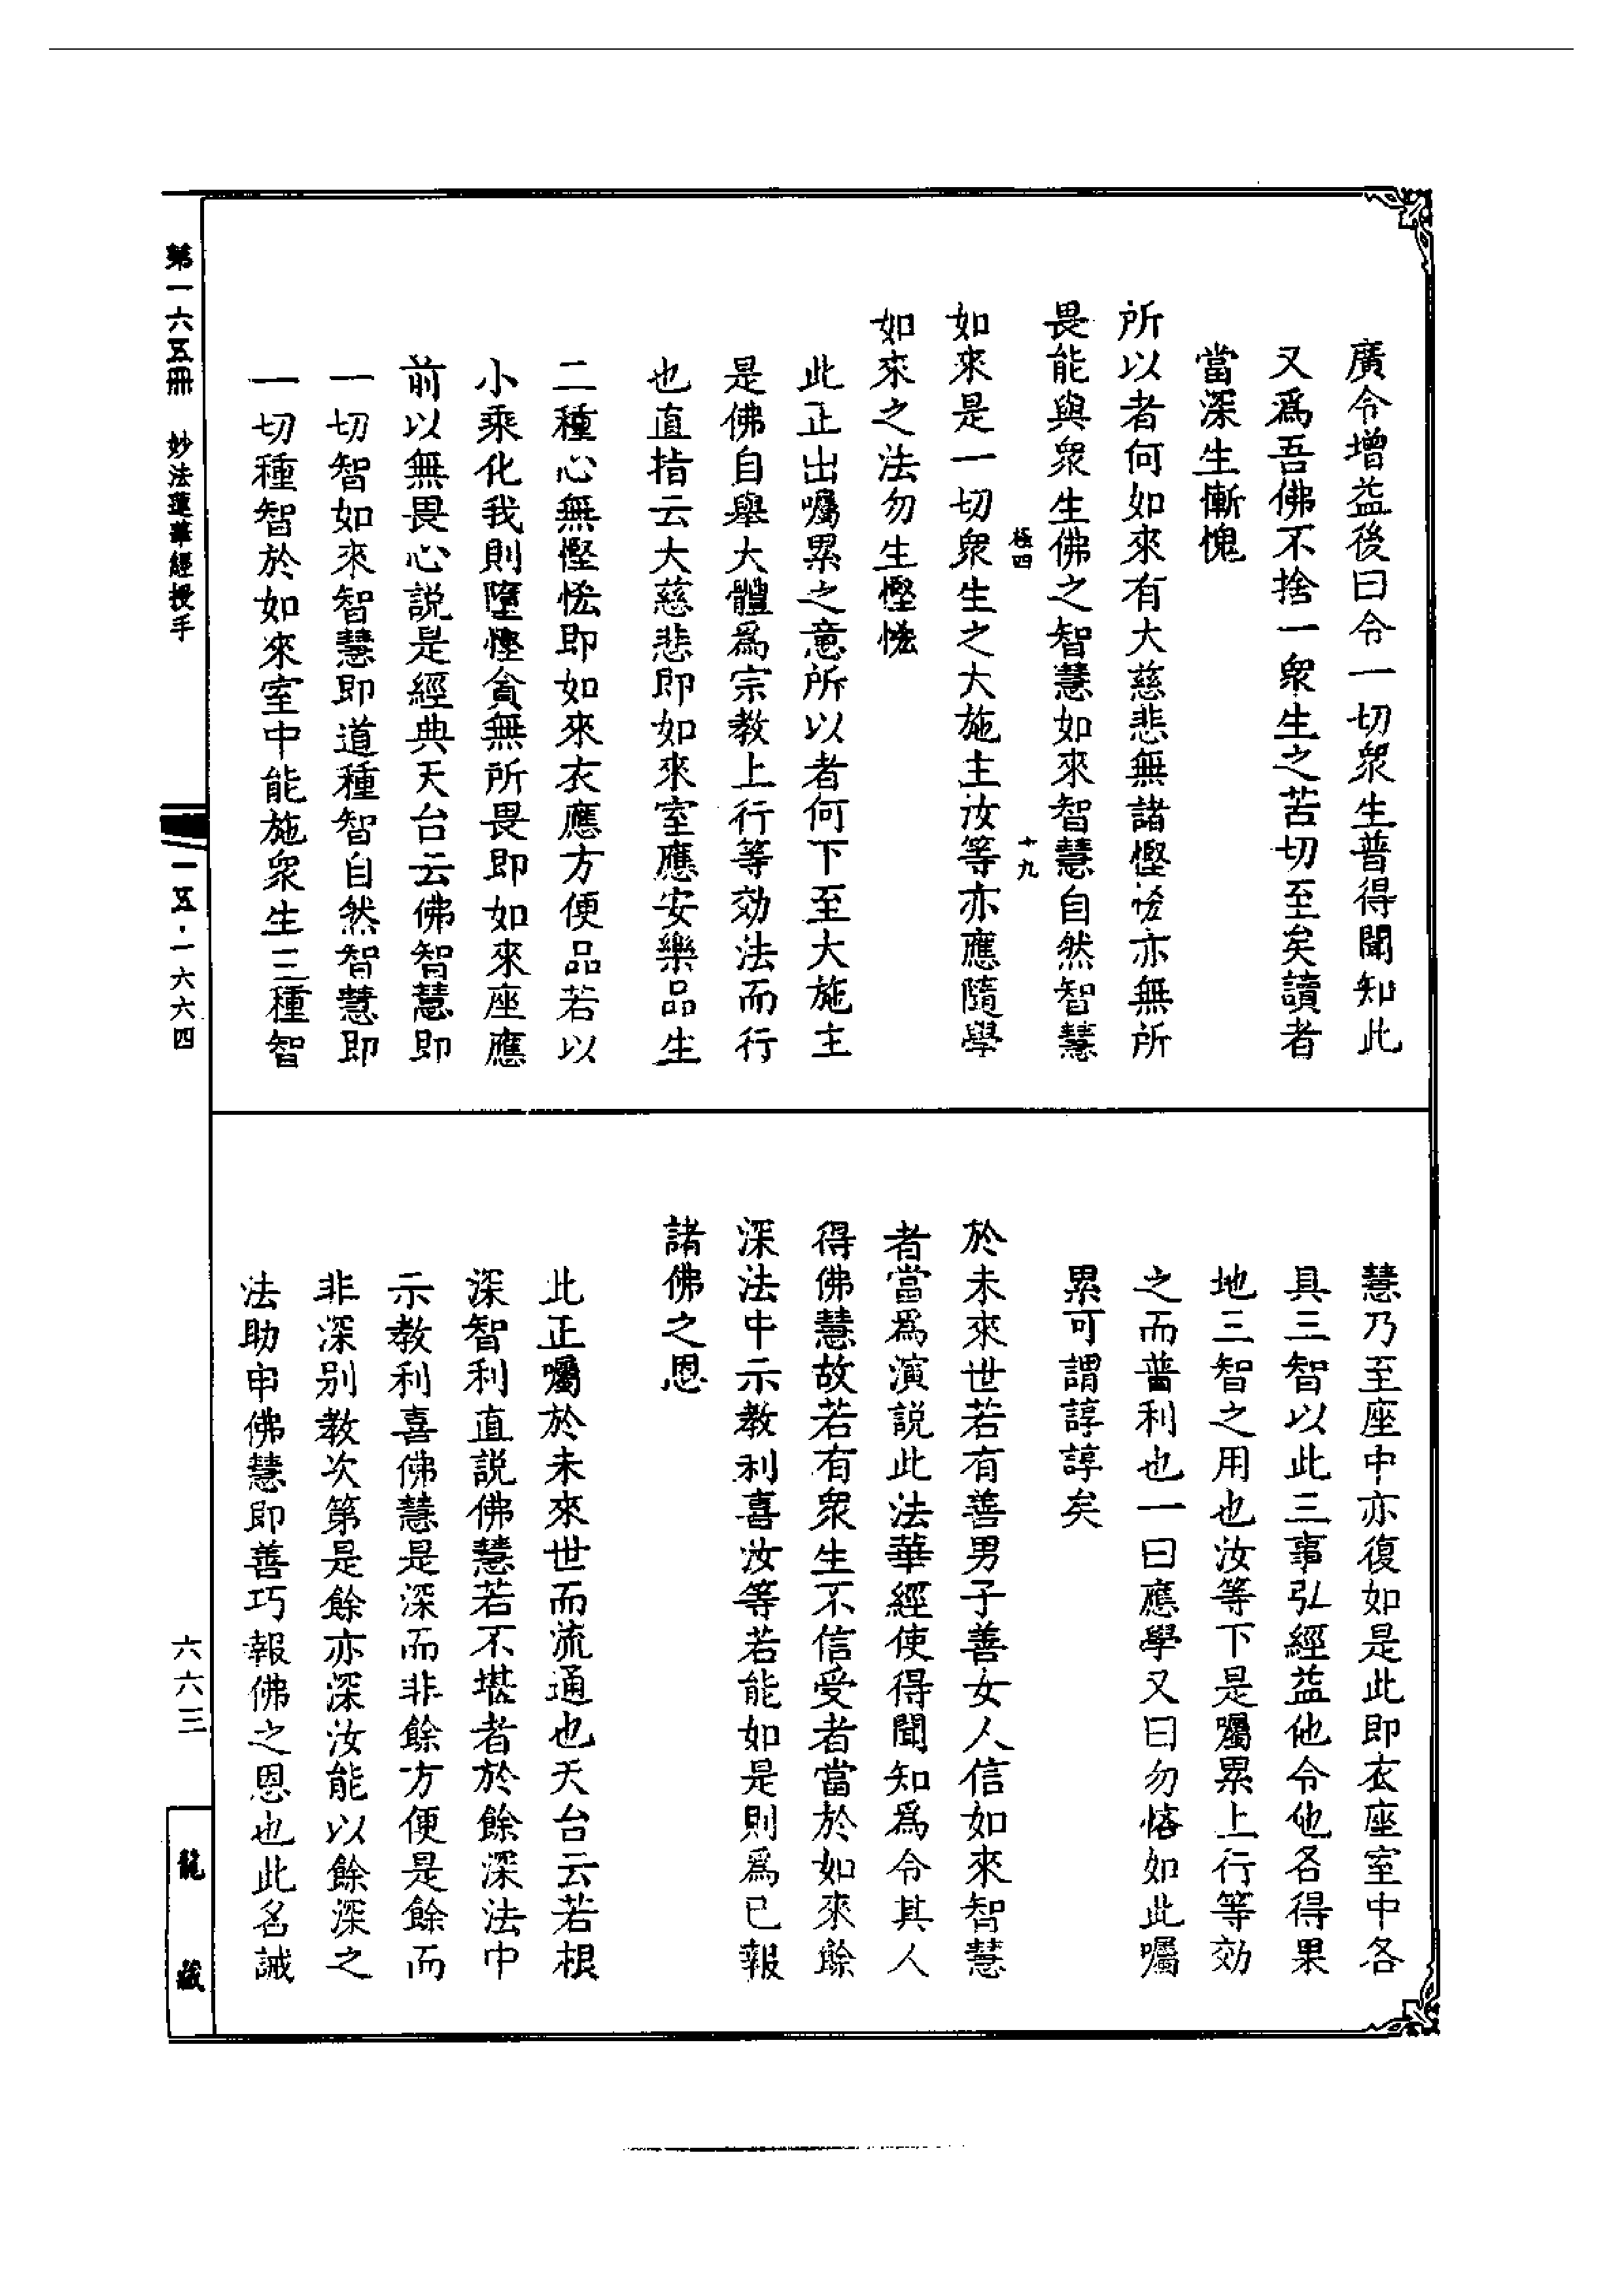 廣令增益後曰令一切衆生普得聞知此
又爲吾佛不捨一衆生之苦切至矣讀者
當深生慚愧
所以者何如來有大慈悲無諸慳恡亦無所
畏能與衆生佛之智慧如來智慧自然智慧
極四
十九
如來是一切衆生之大施主汝等亦應隨學
如來之法勿生慳恡
此正出囑累之意所以者何下至大施主
是佛自舉大體爲宗教上行等効法而行
也直指云大慈悲即如來室應安樂品生
二種心無慳恡即如來衣應方便品若以
小乘化我則墮慳貪無所畏即如來座應
前以無畏心說是經典天台云佛智慧即
一切智如來智慧即道種智自然智慧即
一切種智於如來室中能施衆生三種智
慧乃至座中亦復如是此即衣座室中各
具三智以此三事弘經益他令他各得果
地三智之用也汝等下是囑累上行等効
之而普利也一曰應學又曰勿悋如此囑
累可謂諄諄矣
於未來世若有善男子善女人信如來智慧
者當爲演說此法華經使得聞知爲令其人
得佛慧故若有衆生不信受者當於如來餘
深法中示教利喜汝等若能如是則爲已報
諸佛之恩
此正囑於未來世而流通也天台云若根
深智利直說佛慧若不堪者於餘深法中
示教利喜佛慧是深而非餘方便是餘而
非深別教次第是餘亦深汝能以餘深之
法助申佛慧即善巧報佛之恩也此名誡
第一六五冊 妙法蓮華經授手
一五·一六六四
六六三
龍藏